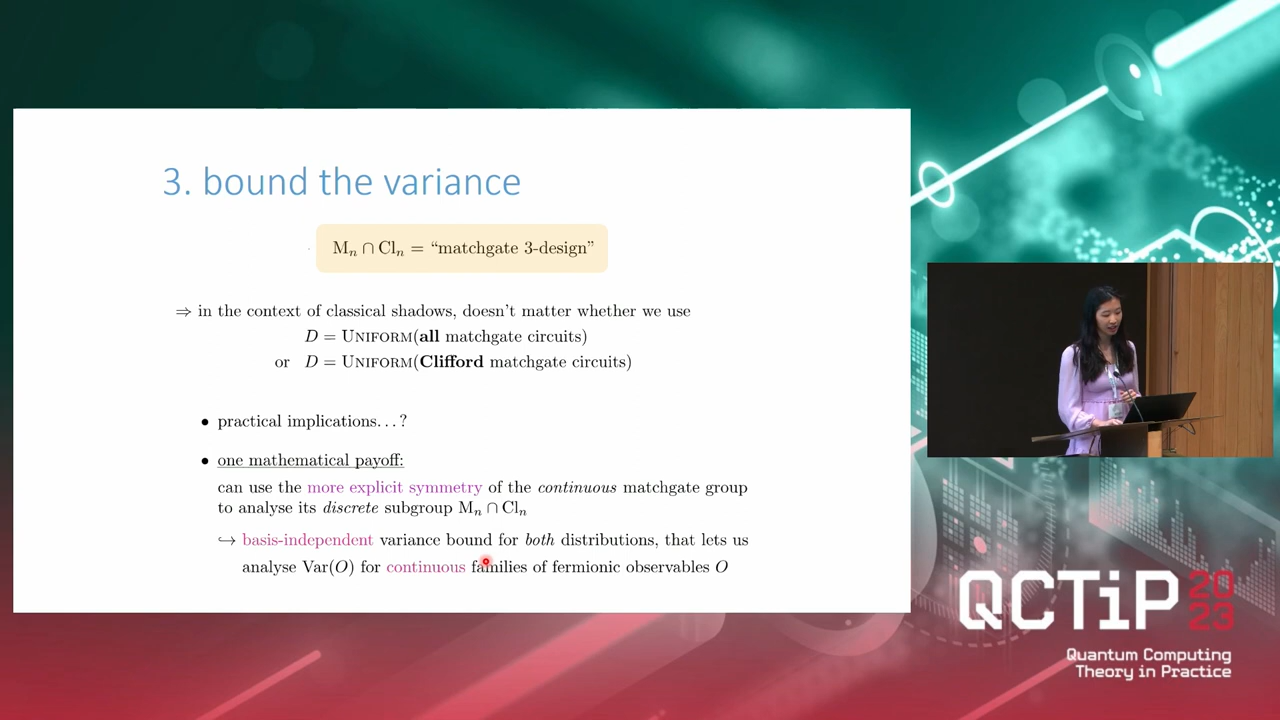 3. bound the variance
Mₙ ∩ Clₙ = “matchgate 3-design”
⇒ in the context of classical shadows, doesn’t matter whether we use
D = UNIFORM(all matchgate circuits)
or D = UNIFORM(Clifford matchgate circuits)
• practical implications...?
• one mathematical payoff:
can use the more explicit symmetry of the continuous matchgate group
to analyse its discrete subgroup Mₙ ∩ Clₙ
↪ basis-independent variance bound for both distributions, that lets us
analyse Var(O) for continuous families of fermionic observables O
QCTiP 20
23
Quantum Computing
Theory in Practice